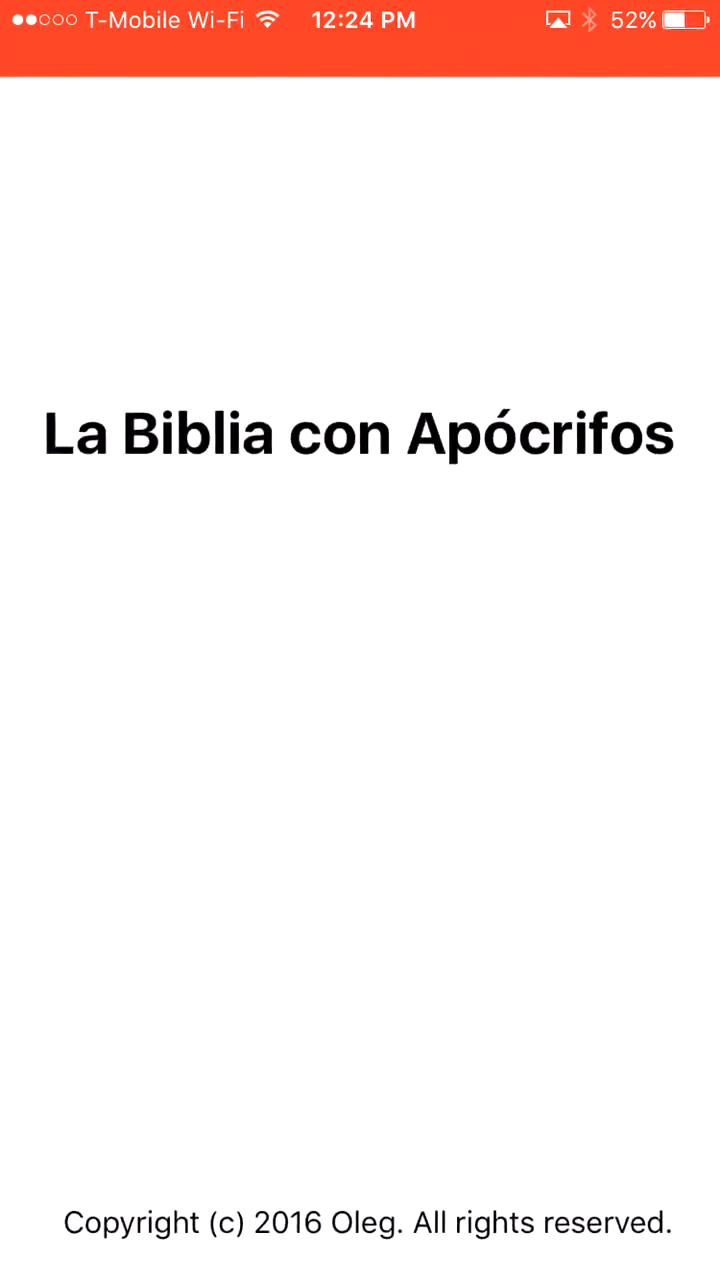 T-Mobile Wi-Fi 12:24 PM 52%
La Biblia con Apócrifos
Copyright (c) 2016 Oleg. All rights reserved.